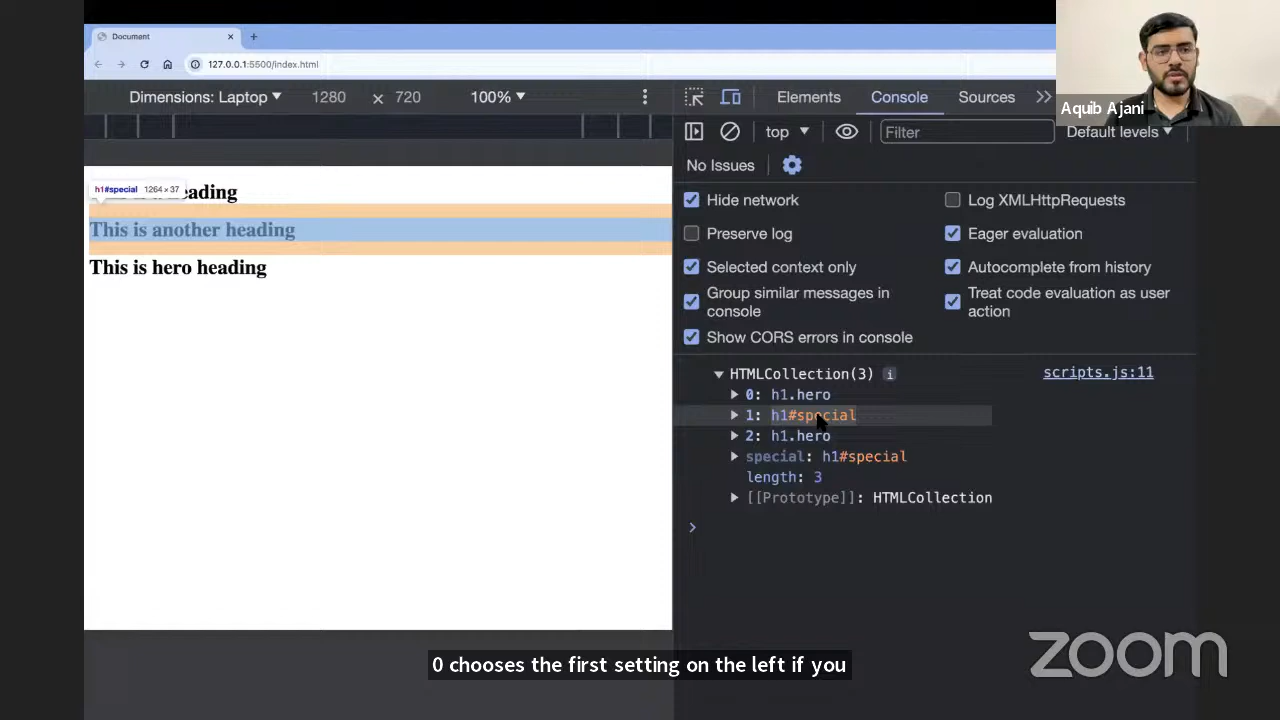 Document
127.0.0.1:5500/index.html
Aquib Ajani
Dimensions: Laptop 1280 × 720 100%
Elements Console Sources
top Filter Default levels
No Issues
Hide network Log XMLHttpRequests
Preserve log Eager evaluation
Selected context only Autocomplete from history
Group similar messages in console Treat code evaluation as user action
Show CORS errors in console
h1#special 1264×37
eading
This is another heading
This is hero heading
HTMLCollection(3) i scripts.js:11
0: h1.hero
1: h1#special
2: h1.hero
special: h1#special
length: 3
[[Prototype]]: HTMLCollection
0 chooses the first setting on the left if you
zoom